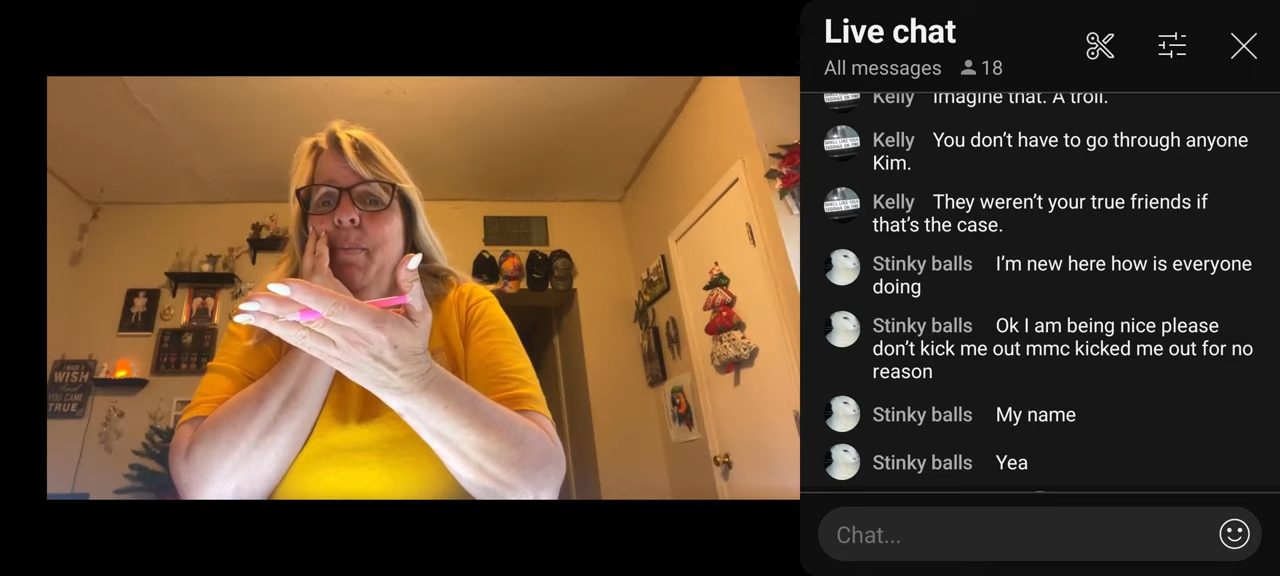 Live chat
All messages 18
Kelly Imagine that. A troll.
Kelly You don't have to go through anyone
Kim.
Kelly They weren't your true friends if
that's the case.
Stinky balls I'm new here how is everyone
doing
Stinky balls Ok I am being nice please
don't kick me out mmc kicked me out for no
reason
Stinky balls My name
Stinky balls Yea
Chat...
WISH
YOU CAME
TRUE